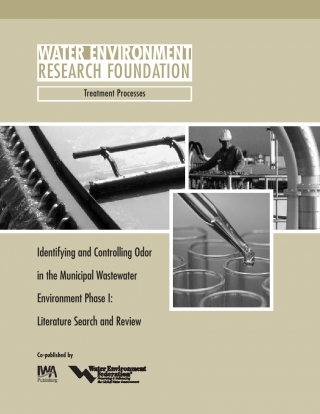 WATER ENVIRONMENT
RESEARCH FOUNDATION
Treatment Processes
Identifying and Controlling Odor
in the Municipal Wastewater
Environment Phase I:
Literature Search and Review
Co-published by
IWA
Publishing
Water Environment
Federation